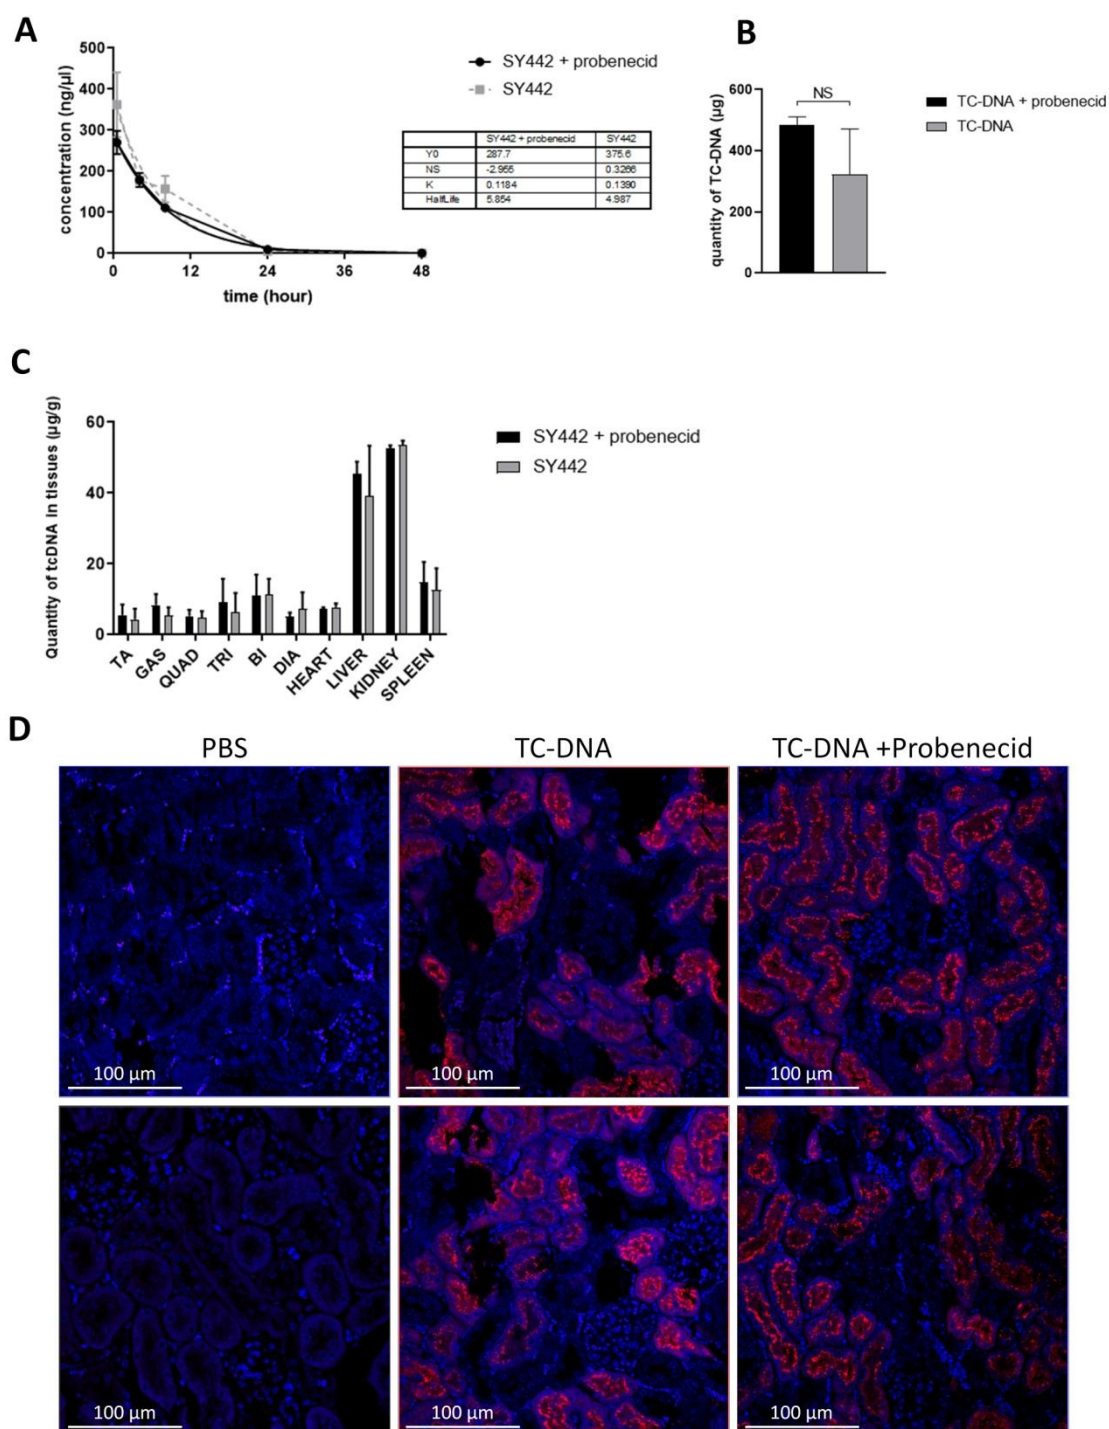 A
500
400
300
200
100
0
concentration (ng/µl)
0 12 24 36 48
time (hour)
SY442 + probenecid
SY442
SY442 + probenecid SY442
Y0 287.7 375.6
NS -2.955 0.3266
K 0.1184 0.1390
HalfLife 5.854 4.987
B
600
400
200
0
quantity of TC-DNA (µg)
NS
TC-DNA + probenecid
TC-DNA
C
60
40
20
0
Quantity of tcDNA in tissues (µg/g)
TA GAS QUAD TRI BI DIA HEART LIVER KIDNEY SPLEEN
SY442 + probenecid
SY442
D
PBS TC-DNA TC-DNA +Probenecid
100 µm 100 µm 100 µm
100 µm 100 µm 100 µm